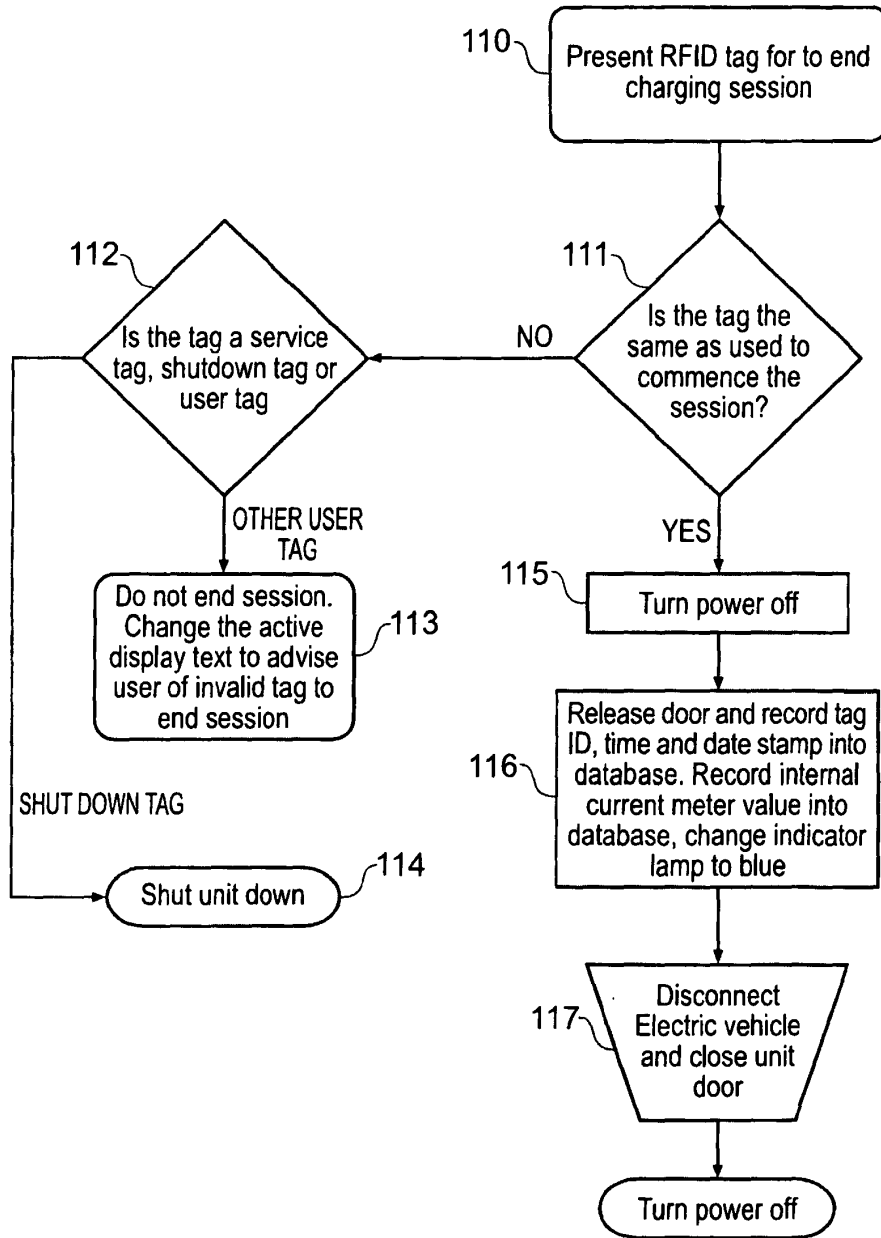 110
Present RFID tag for to end
charging session
112
Is the tag a service
tag, shutdown tag or
user tag
NO
111
Is the tag the
same as used to
commence the
session?
OTHER USER
TAG
YES
Do not end session.
Change the active
display text to advise
user of invalid tag to
end session
113
115
Turn power off
116
Release door and record tag
ID, time and date stamp into
database. Record internal
current meter value into
database, change indicator
lamp to blue
SHUT DOWN TAG
Shut unit down
114
117
Disconnect
Electric vehicle
and close unit
door
Turn power off